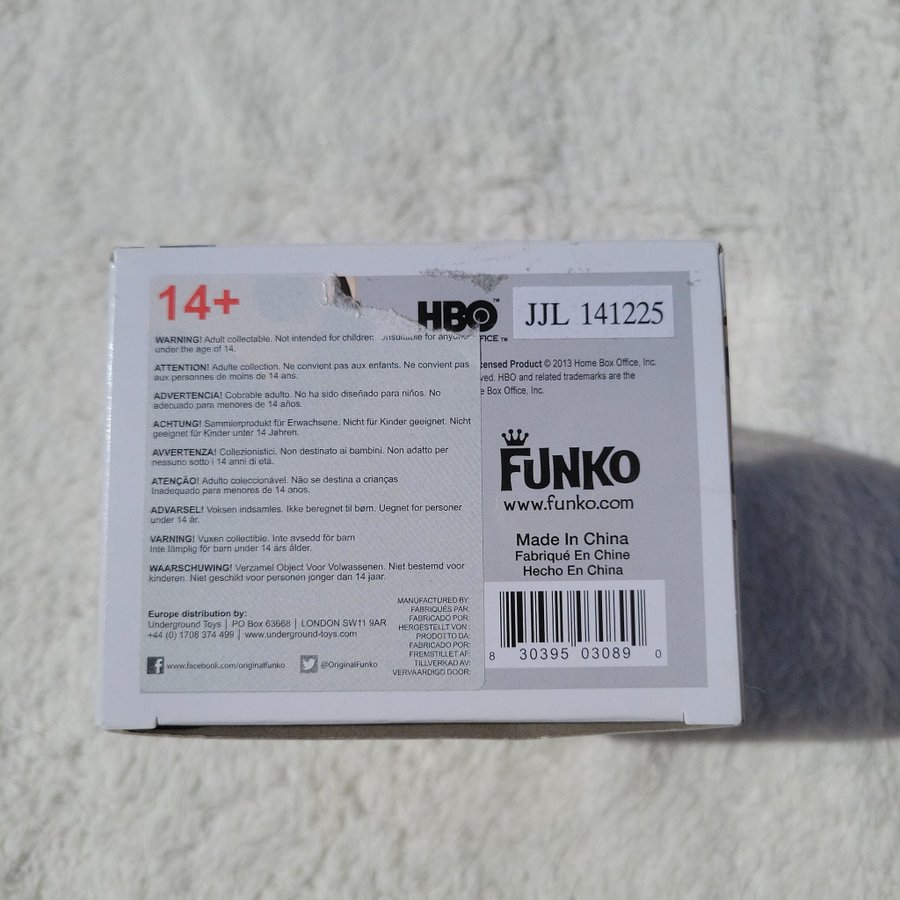 14+
WARNING! Adult collectable. Not intended for children. Unsuitable for anyone
under the age of 14.
ATTENTION! Adulte collection. Ne convient pas aux enfants. Ne convient pas
aux personnes de moins de 14 ans.
ADVERTENCIA! Cobrable adulto. No ha sido diseñado para niños. No
adecuado para menores de 14 años.
ACHTUNG! Sammlerprodukt für Erwachsene. Nicht für Kinder geeignet. Nicht
geeignet für Kinder unter 14 Jahren.
AVVERTENZA! Collezionistici. Non destinato ai bambini. Non adatto per
nessuno sotto i 14 anni di età.
ATENÇÃO! Adulto coleccionável. Não se destina a crianças
Inadequado para menores de 14 anos.
ADVARSEL! Voksen indsamles. Ikke beregnet til børn. Uegnet for personer
under 14 år.
VARNING! Vuxen collectible. Inte avsedd för barn
Inte lämplig för barn under 14 års ålder.
WAARSCHUWING! Verzamel Object Voor Volwassenen. Niet bestemd voor
kinderen. Niet geschikt voor personen jonger dan 14 jaar.
Europe distribution by:
Underground Toys | PO Box 63668 | LONDON SW11 9AR
+44 (0) 1708 374 499 | www.underground-toys.com
www.facebook.com/originalfunko @OriginalFunko
MANUFACTURED BY:
FABRIQUÉS PAR:
FABRICADO POR:
HERGESTELLT VON :
PRODOTTO DA:
FABRICADO POR:
FREMSTILLET AF:
TILLVERKAD AV:
VERVAARDIGD DOOR:
HBO™
JJL 141225
FICE ™
censed Product © 2013 Home Box Office, Inc.
ved. HBO and related trademarks are the
e Box Office, Inc.
FUNKO
www.funko.com
Made In China
Fabriqué En Chine
Hecho En China
8 30395 03089 0